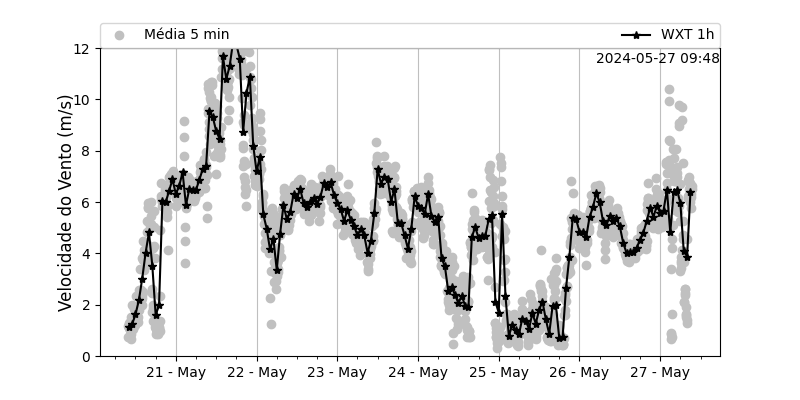 Média 5 min
WXT 1h
2024-05-27 09:48
Velocidade do Vento (m/s)
12
10
8
6
4
2
0
21 - May
22 - May
23 - May
24 - May
25 - May
26 - May
27 - May